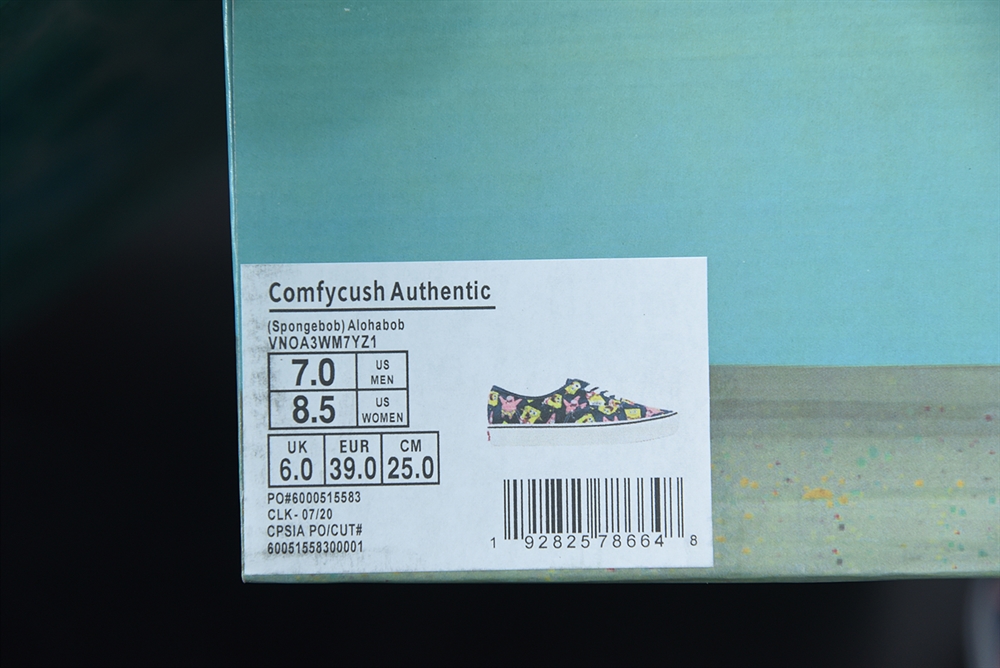 Comfycush Authentic
(Spongebob) Alohabob
VNOA3WM7YZ1
7.0 US MEN
8.5 US WOMEN
UK EUR CM
6.0 39.0 25.0
PO#6000515583
CLK- 07/20
CPSIA PO/CUT#
60051558300001
1 92825 78664 8